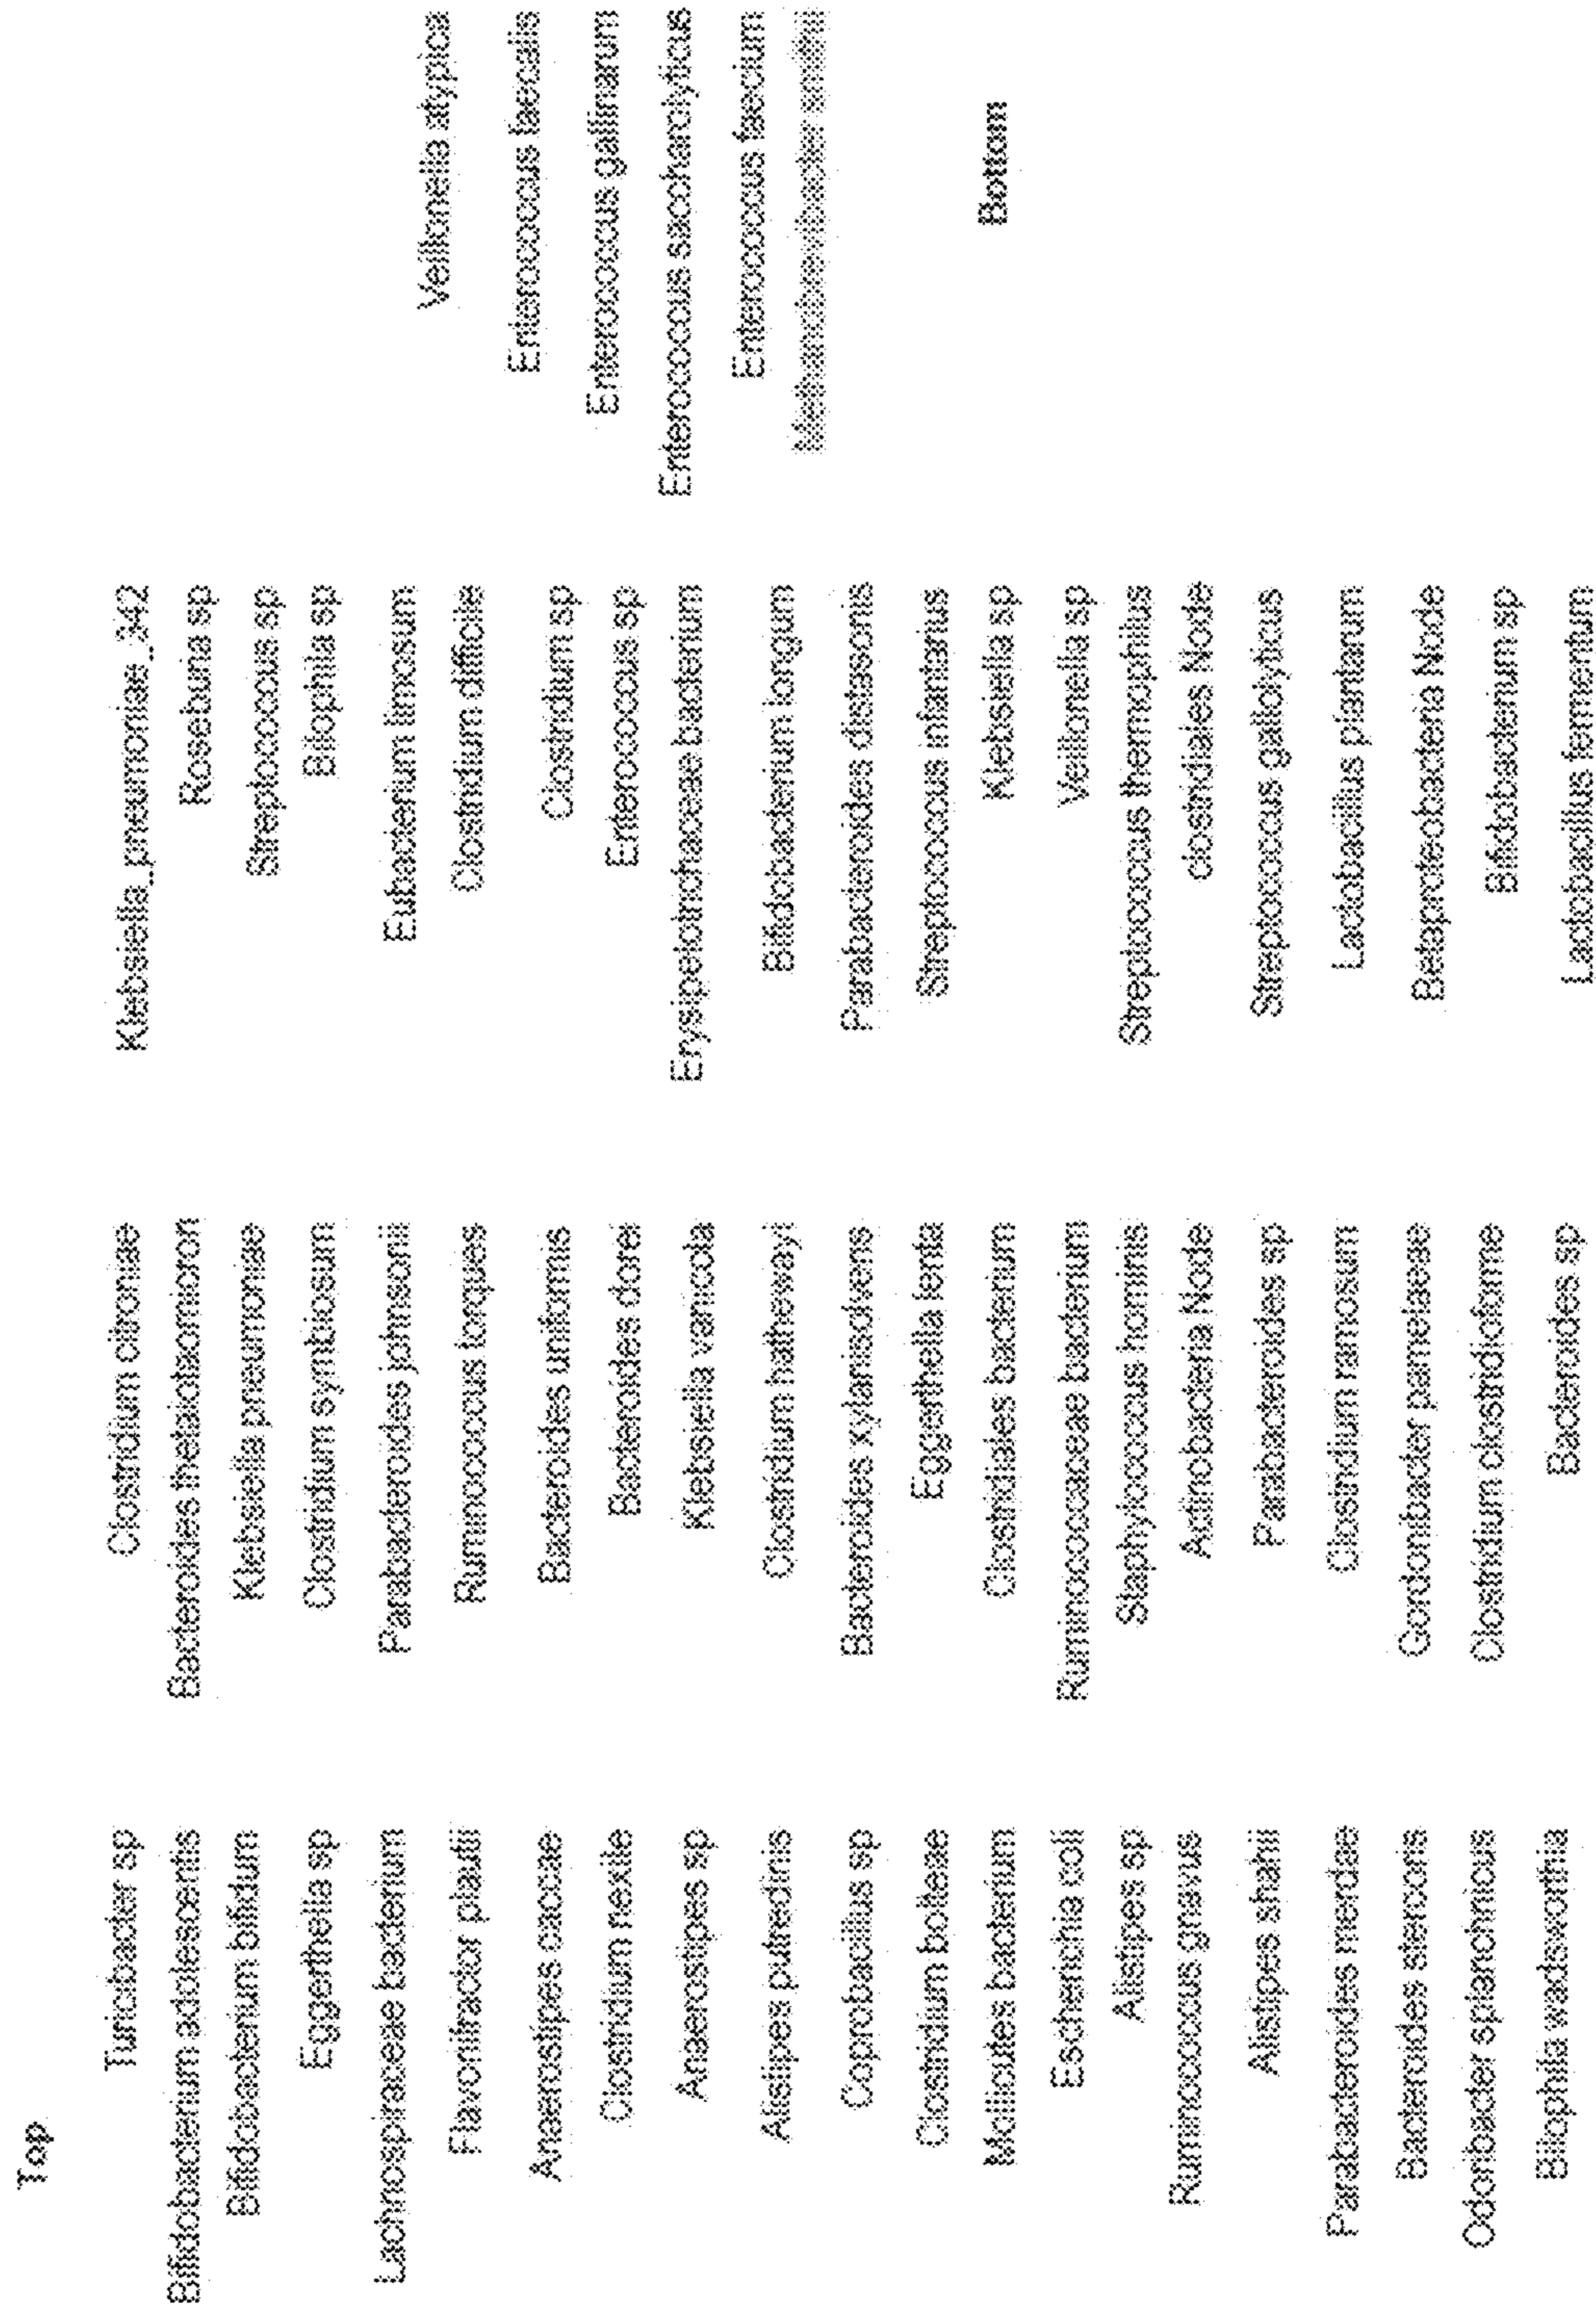 Top
Turicibacter sp
Bifidobacterium adolescentis
Bifidobacterium bifidum
Eggerthella sp
Lachnospiraceae bacterium
Flavonifractor plautii
Anaerostipes caccae
Clostridium nexile
Anaerostipes sp
Alistipes putredinis
Coprobacillus sp
Clostridium bolteae
Mollicutes bacterium
Escherichia coli
Alistipes sp
Ruminococcus gnavus
Alistipes shahii
Parabacteroides merdae
Bacteroides stercoris
Odoribacter splanchnicus
Bilophila wadsworthia
Clostridium citroniae
Bacteroides thetaiotaomicron
Klebsiella pneumoniae
Clostridium symbiosum
Parabacteroides johnsonii
Ruminococcus torques
Bacteroides uniformis
Bacteroides dorei
Klebsiella variicola
Clostridium hathewayi
Bacteroides xylanisolvens
Eggerthella lenta
Clostridiales bacterium
Ruminococcaceae bacterium
Staphylococcus hominis
Actinobacteria Node
Parabacteroides sp
Clostridium ramosum
Gordonibacter pamelaeae
Clostridium clostridioforme
Bacteroides sp
Klebsiella_pneumoniae_342
Roseburia sp
Streptococcus sp
Bilophila sp
Eubacterium limosum
Clostridium difficile
Clostridium sp
Enterococcus sp
Erysipelotrichaceae bacterium
Bifidobacterium longum
Parabacteroides distasonis
Streptococcus infantarius
Klebsiella sp
Veillonella sp
Streptococcus thermophilus
clostridiales Node
Streptococcus gallolyticus
Lactobacillus plantarum
Betaproteobacteria Node
Bifidobacterium sp
Lactobacillus fermentum
Veillonella atypica
Enterococcus faecalis
Enterococcus gallinarum
Enterococcus saccharolyticus
Enterococcus faecium
Methanobrevibacter smithii
Bottom